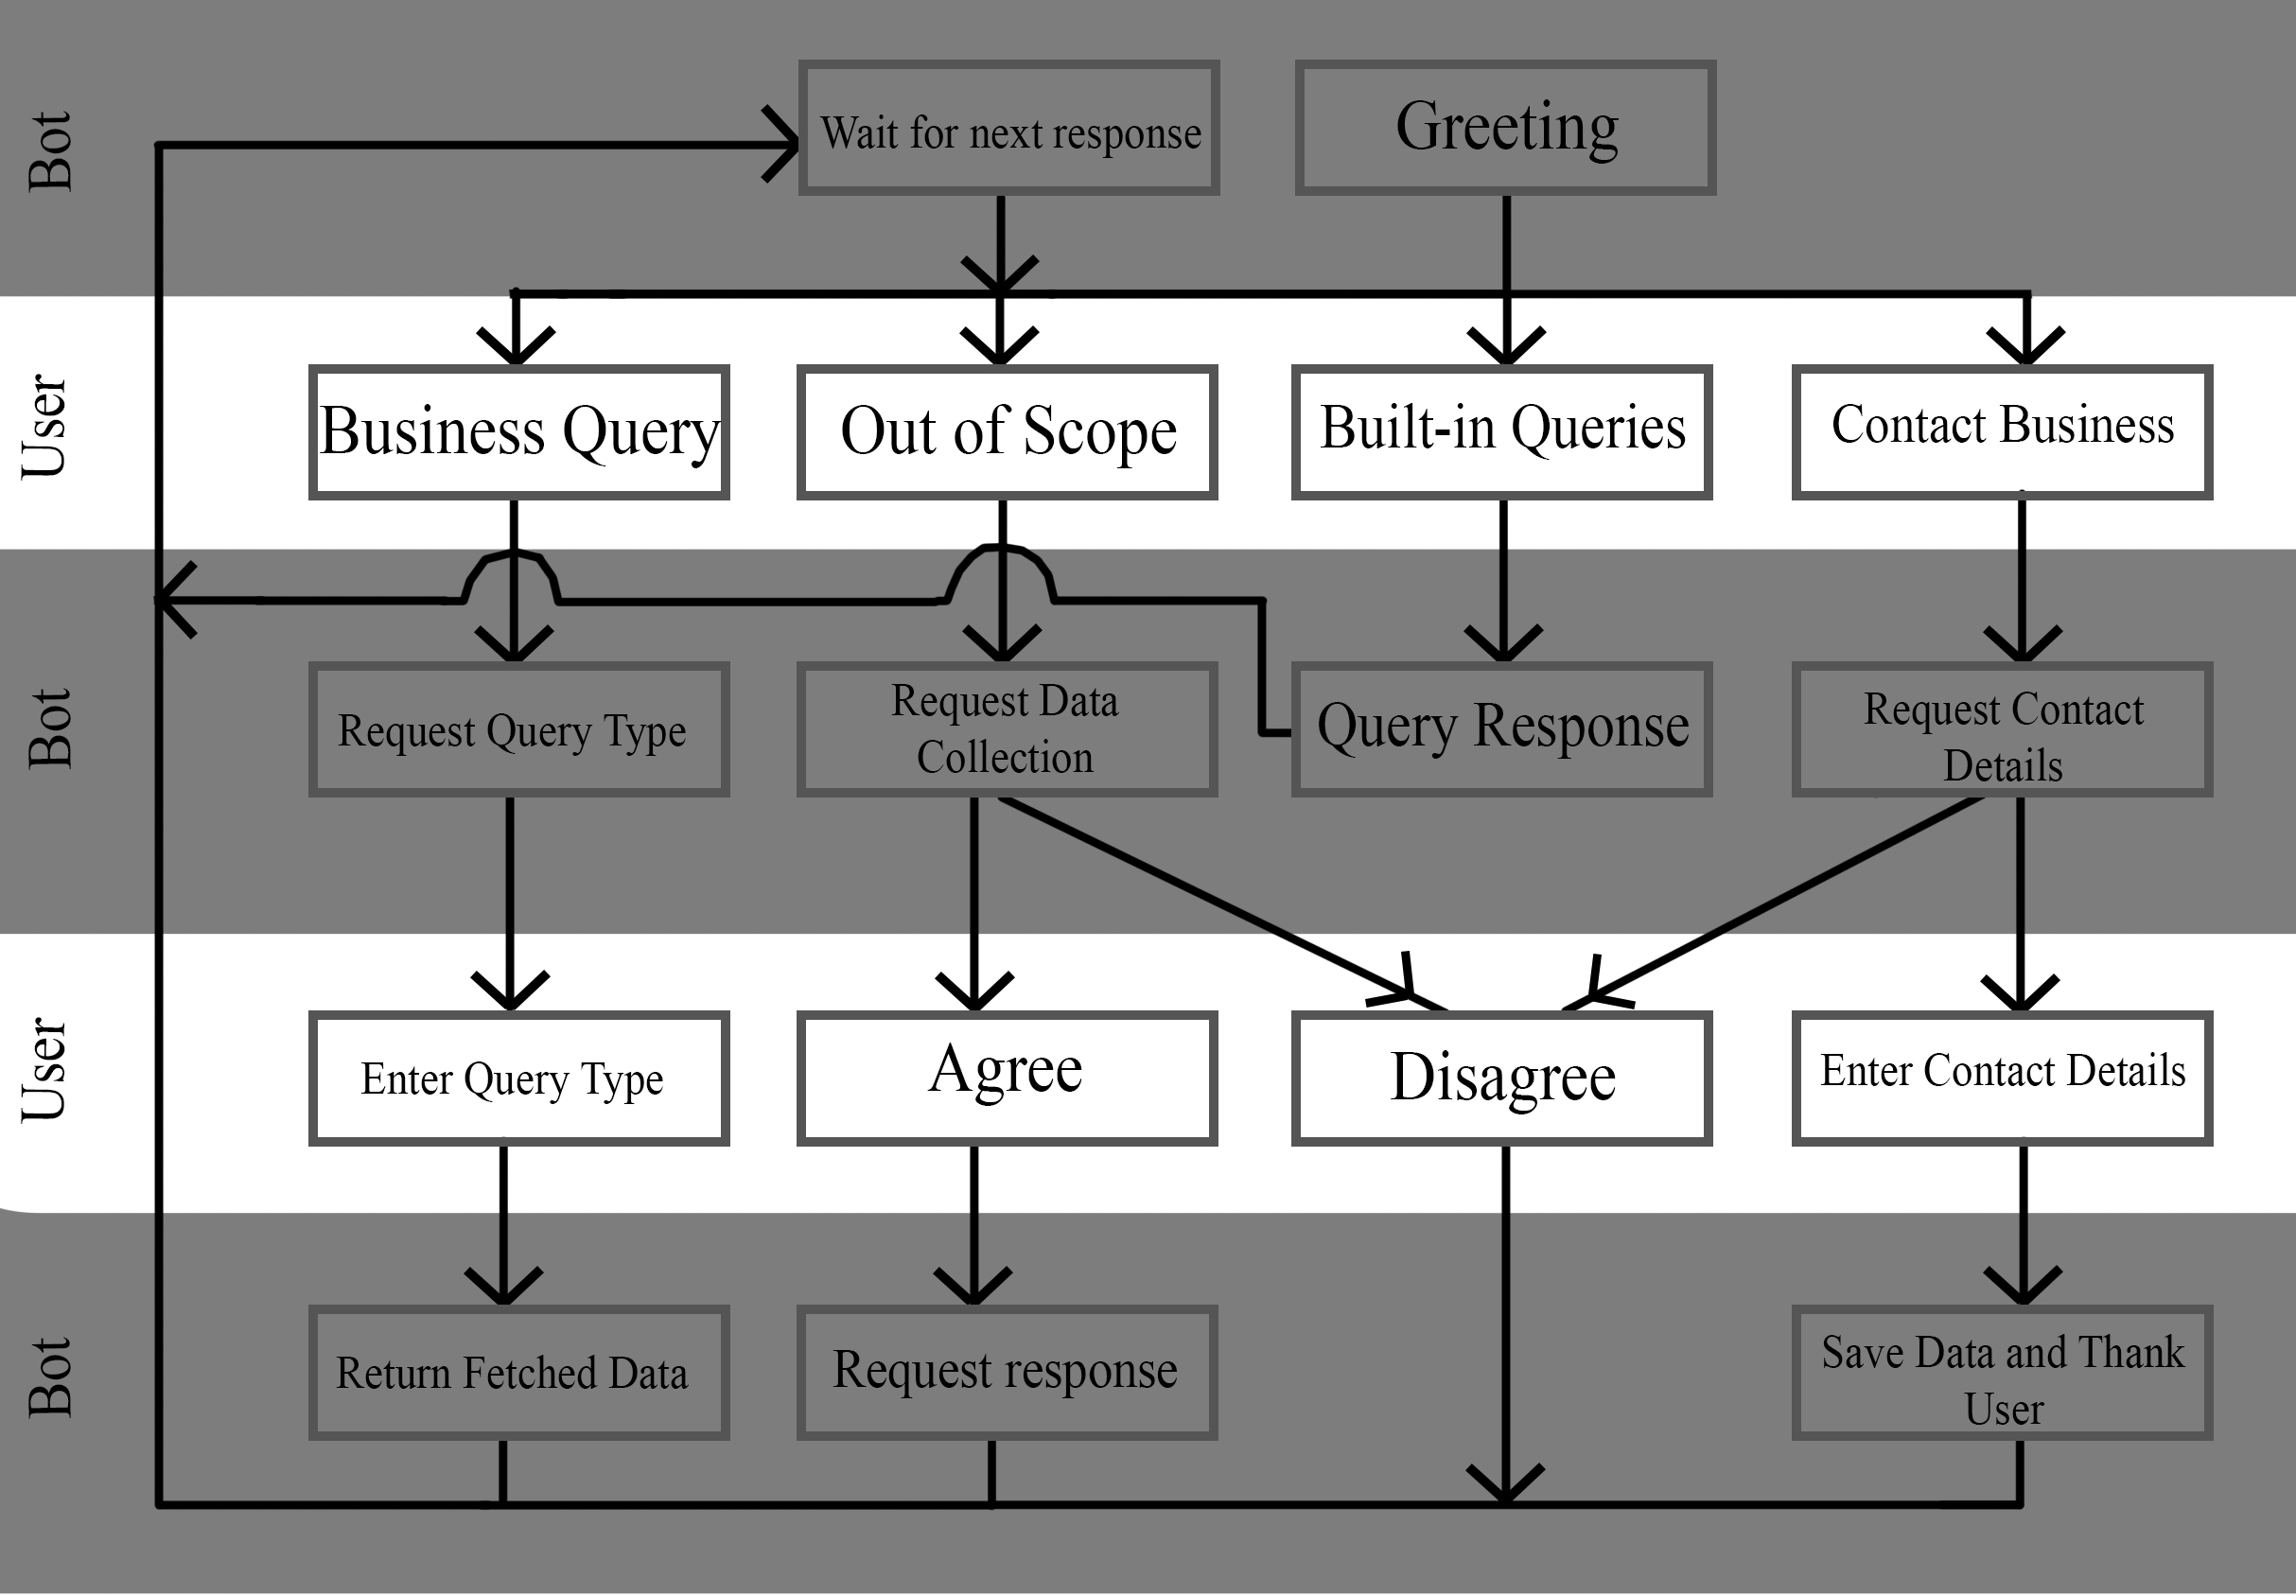 Bot
Wait for next response
Greeting
User
Business Query
Out of Scope
Built-in Queries
Contact Business
Bot
Request Query Type
Request Data
Collection
Query Response
Request Contact
Details
User
Enter Query Type
Agree
Disagree
Enter Contact Details
Bot
Return Fetched Data
Request response
Save Data and Thank
User